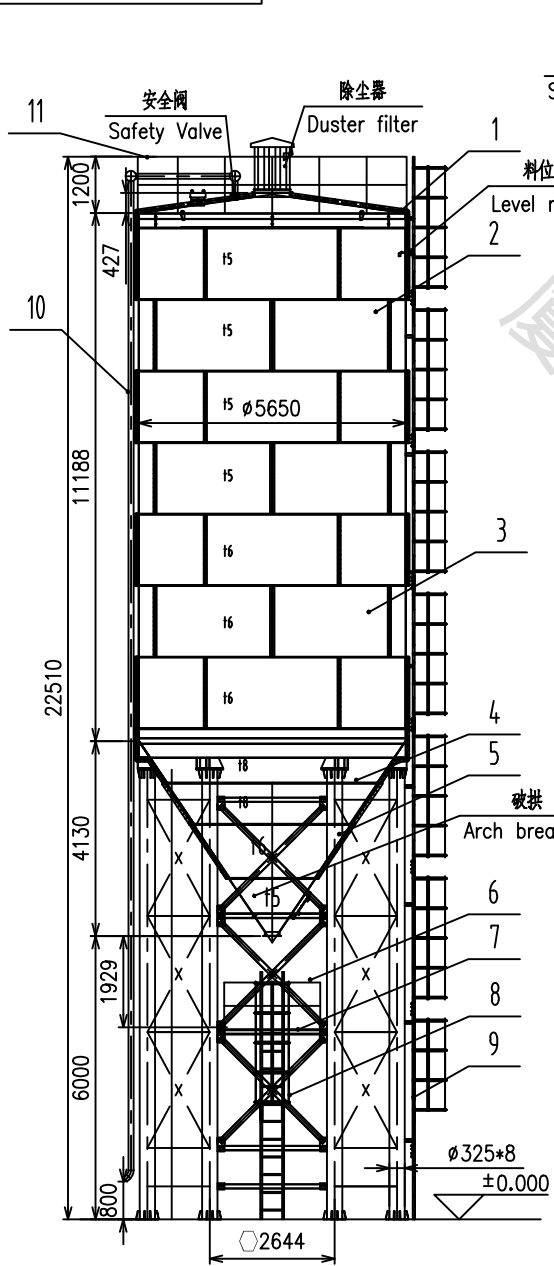 安全阀
Safety Valve
除尘器
Duster filter
11
1
S
1200
料位
Level r
2
427
t5
10
t5
t5
ø5650
11188
t5
t6
3
t6
22510
t6
4
t8
5
t8
破拱
Arch brea
4130
t6
t5
6
7
1929
8
9
6000
ø325*8
±0.000
800
2644
厦